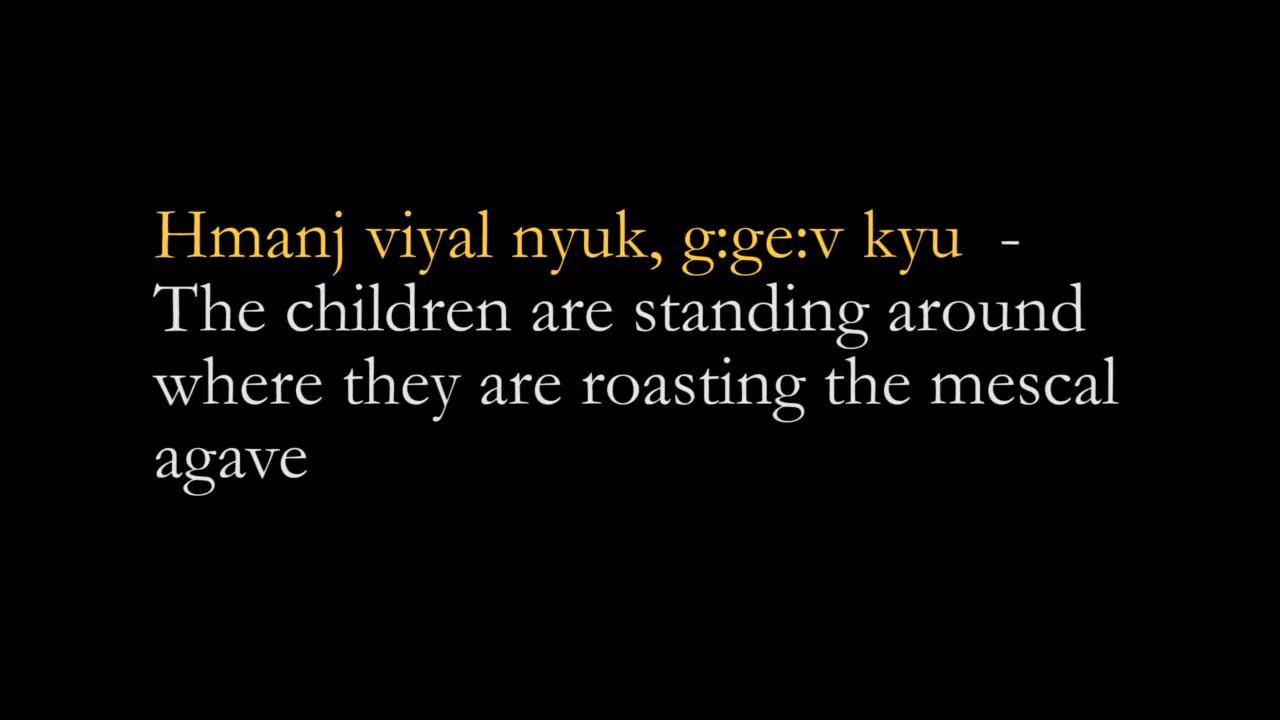 Hmanj viyal nyuk, g:ge:v kyu -
The children are standing around
where they are roasting the mescal
agave